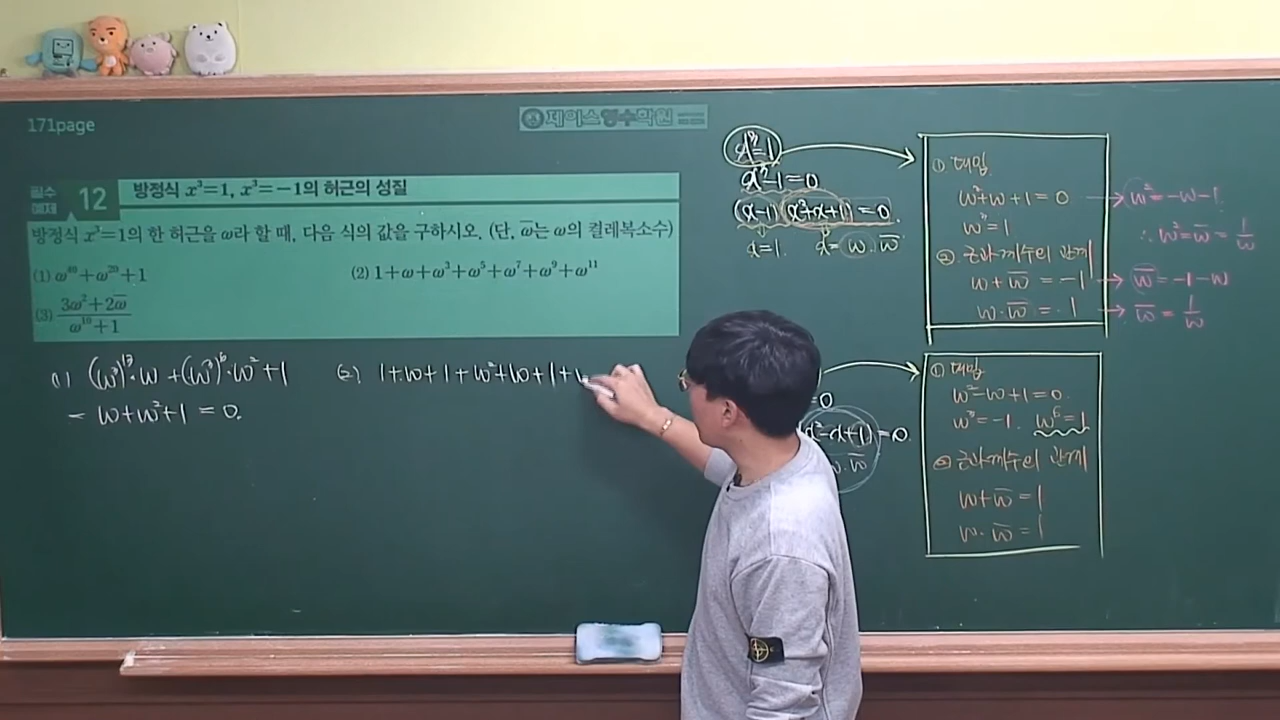 171page
제이스영수학원
필수 예제 12 방정식 x³=1, x³=−1의 허근의 성질
방정식 x³=1의 한 허근을 ω라 할 때, 다음 식의 값을 구하시오. (단, ω̄는 ω의 켤레복소수)
(1) ω⁴⁰+ω²⁰+1
(2) 1+ω+ω³+ω⁵+ω⁷+ω⁹+ω¹¹
(3) (3ω²+2ω̄)/(ω¹⁰+1)
(1) (ω³)¹³·ω+(ω³)⁶·ω²+1
= ω+ω²+1=0.
(2) 1+ω+1+ω²+ω+1+
x³=1
x³−1=0
(x−1)(x²+x+1)=0.
x=1. x=ω.ω̄
① 대입
ω²+ω+1=0 → ω²=−ω−1.
ω³=1 ∴ω²=ω̄=1/ω
② 근과계수의 관계
ω+ω̄=−1 → ω̄=−1−ω
ω·ω̄=1 → ω̄=1/ω
=0
x²−x+1)=0.
ω.ω̄
① 대입
ω²−ω+1=0.
ω³=−1. ω⁶=1
② 근과계수의 관계
ω+ω̄=1
ω·ω̄=1